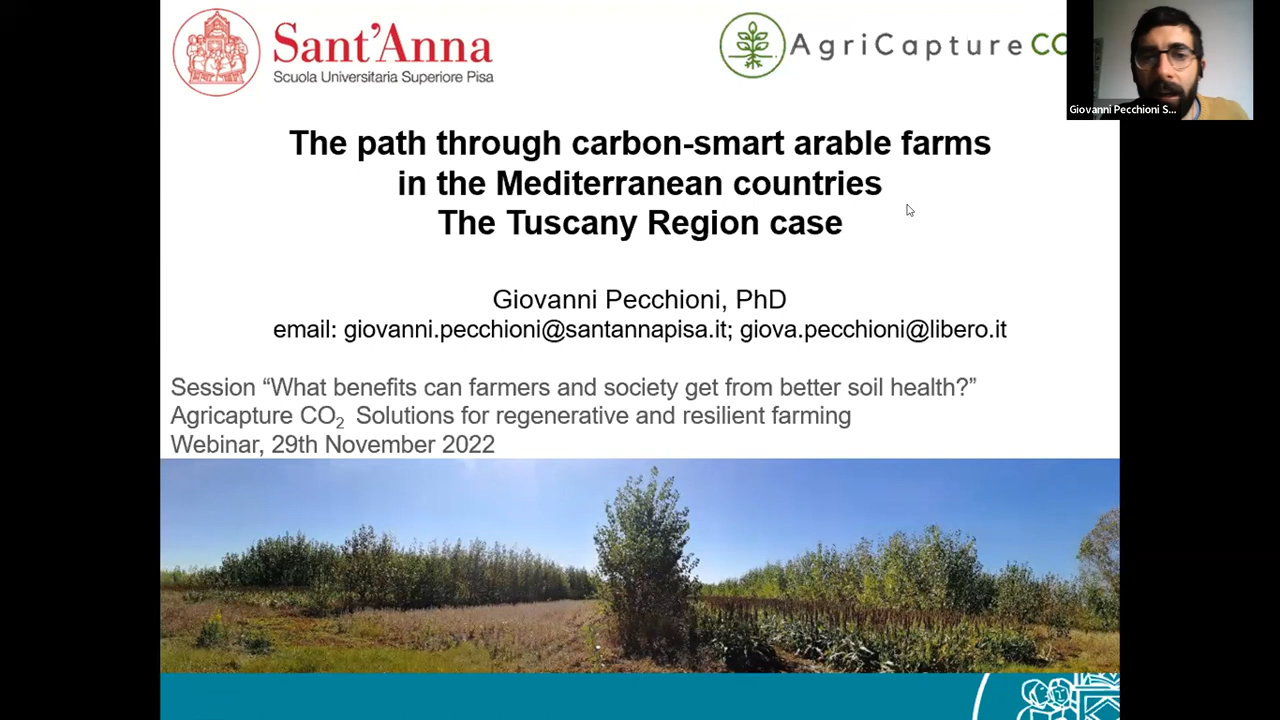 Sant'Anna
Scuola Universitaria Superiore Pisa
AgriCapture CO
Giovanni Pecchioni S...
The path through carbon-smart arable farms
in the Mediterranean countries
The Tuscany Region case
Giovanni Pecchioni, PhD
email: giovanni.pecchioni@santannapisa.it; giova.pecchioni@libero.it
Session “What benefits can farmers and society get from better soil health?”
Agricapture CO₂ Solutions for regenerative and resilient farming
Webinar, 29th November 2022